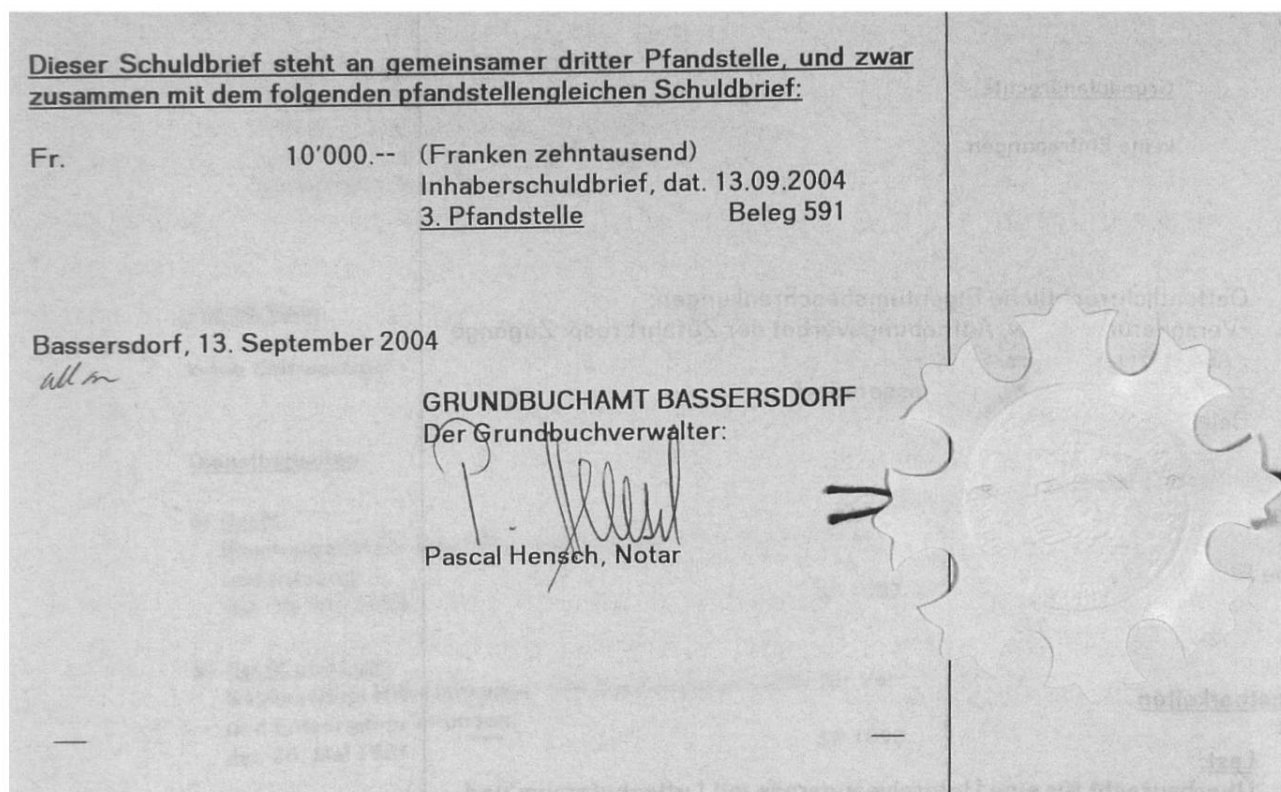 Dieser Schuldbrief steht an gemeinsamer dritter Pfandstelle, und zwar
zusammen mit dem folgenden pfandstellengleichen Schuldbrief:
Fr. 10'000.-- (Franken zehntausend)
Inhaberschuldbrief, dat. 13.09.2004
3. Pfandstelle Beleg 591
Bassersdorf, 13. September 2004
GRUNDBUCHAMT BASSERSDORF
Der Grundbuchverwalter:
Pascal Hensch, Notar